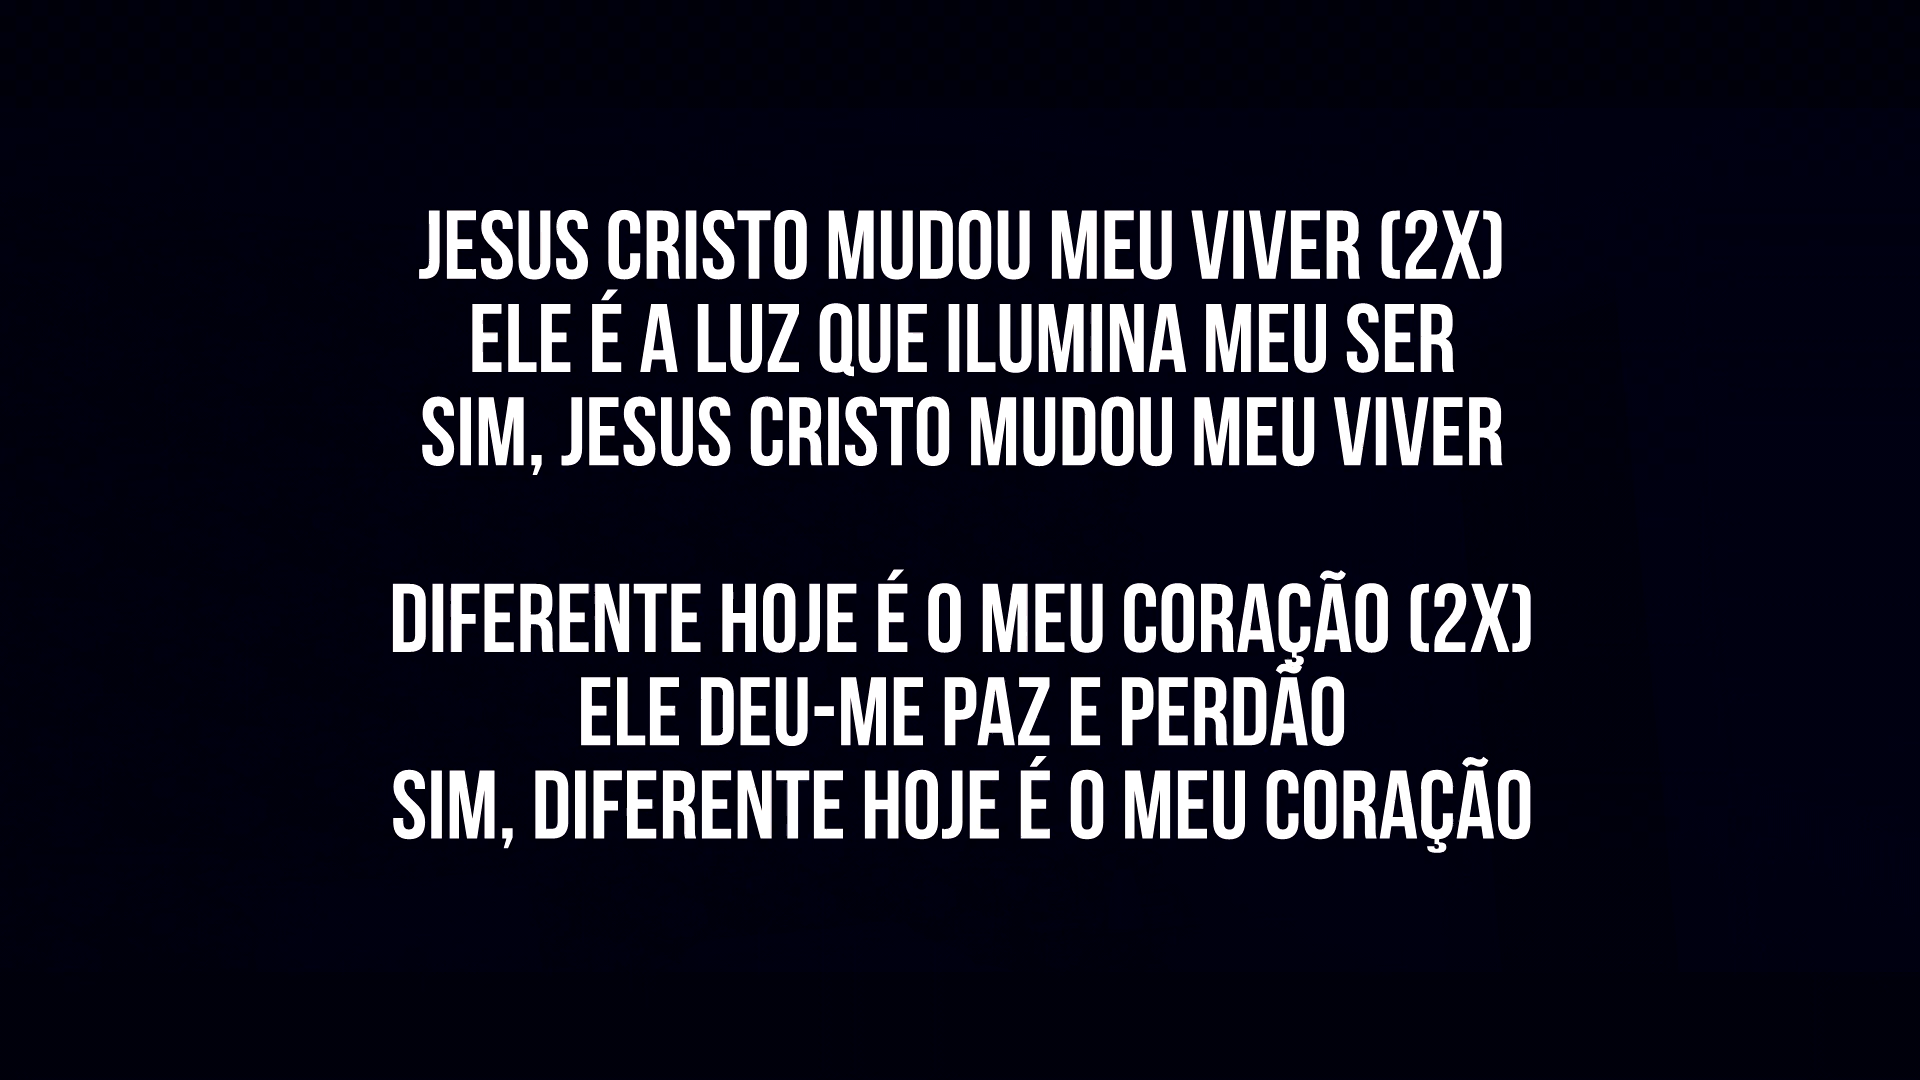 JESUS CRISTO MUDOU MEU VIVER (2X)
ELE É A LUZ QUE ILUMINA MEU SER
SIM, JESUS CRISTO MUDOU MEU VIVER
DIFERENTE HOJE É O MEU CORAÇÃO (2X)
ELE DEU-ME PAZ E PERDÃO
SIM, DIFERENTE HOJE É O MEU CORAÇÃO